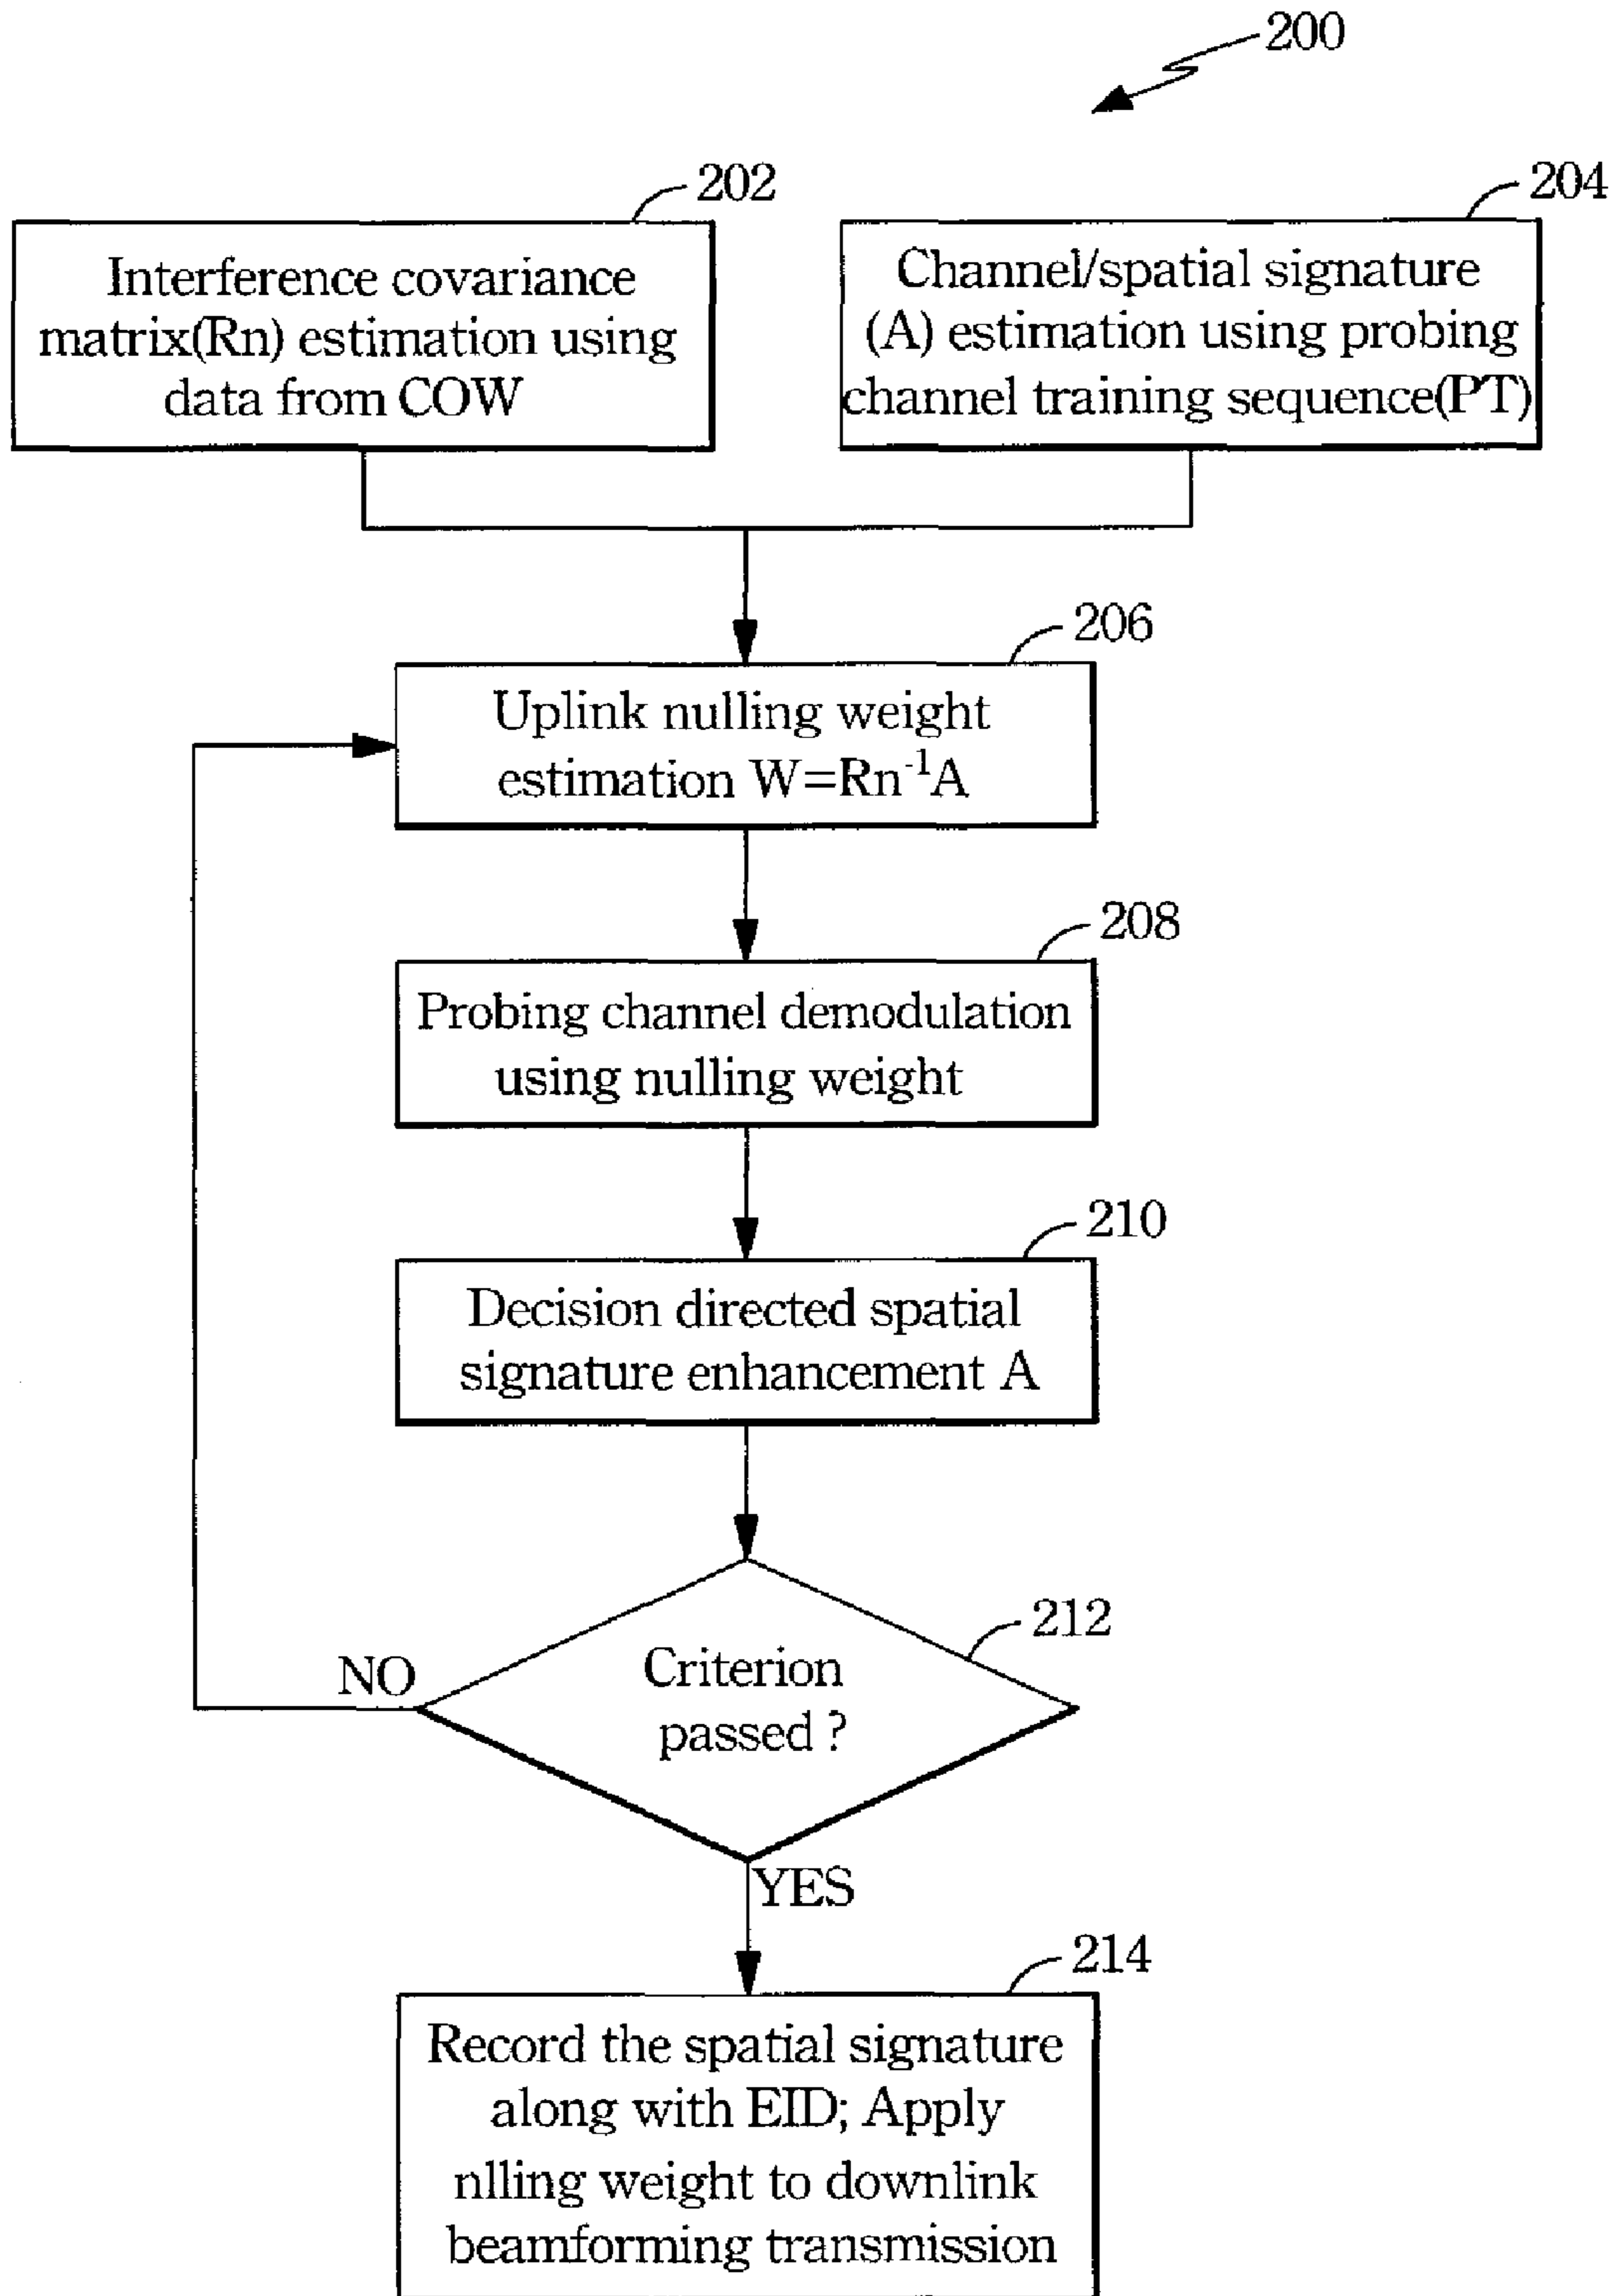 200
202
Interference covariance
matrix(Rn) estimation using
data from COW
204
Channel/spatial signature
(A) estimation using probing
channel training sequence(PT)
206
Uplink nulling weight
estimation W=Rn⁻¹A
208
Probing channel demodulation
using nulling weight
210
Decision directed spatial
signature enhancement A
212
Criterion
passed ?
NO
YES
214
Record the spatial signature
along with EID; Apply
nlling weight to downlink
beamforming transmission